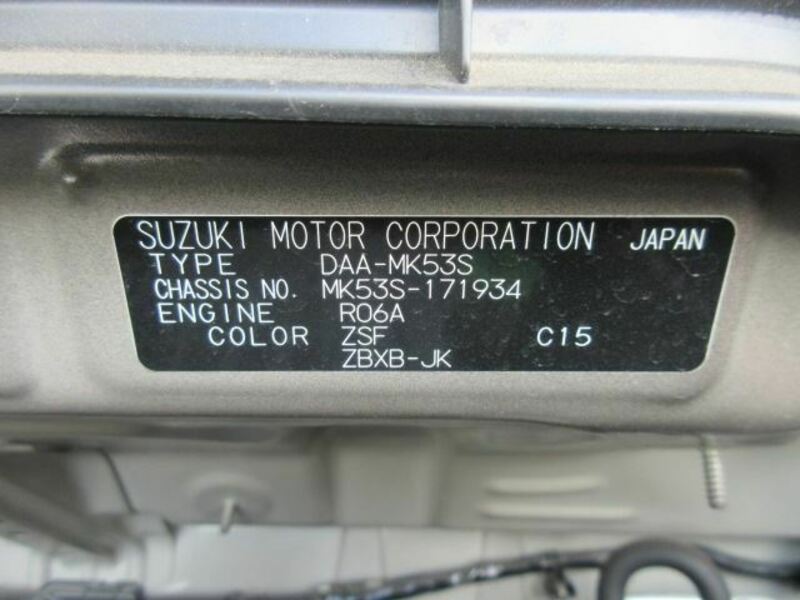 SUZUKI MOTOR CORPORATION JAPAN
TYPE DAA-MK53S
CHASSIS NO. MK53S-171934
ENGINE R06A
COLOR ZSF C15
ZBXB-JK